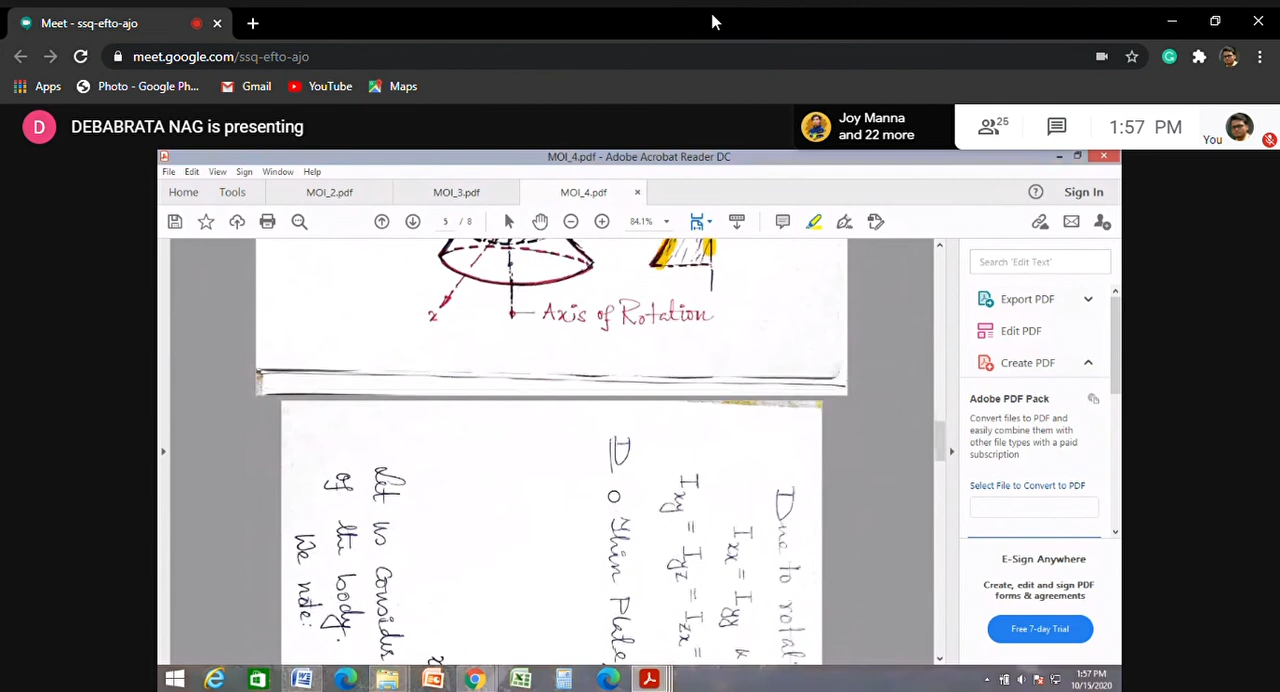 Meet - ssq-efto-ajo
meet.google.com/ssq-efto-ajo
Apps Photo - Google Ph... Gmail YouTube Maps
D DEBABRATA NAG is presenting
Joy Manna
and 22 more
25
1:57 PM
You
MOI_4.pdf - Adobe Acrobat Reader DC
File Edit View Sign Window Help
Home Tools MOI_2.pdf MOI_3.pdf MOI_4.pdf Sign In
5 / 8 84.1%
x
Axis of Rotation
Due to rotat
Ixx = Iyy
Ixy = Iyz = Izx =
D o Thin Plate
Let us consider
of the body.
We note:
x
Search 'Edit Text'
Export PDF
Edit PDF
Create PDF
Adobe PDF Pack
Convert files to PDF and
easily combine them with
other file types with a paid
subscription
Select File to Convert to PDF
E-Sign Anywhere
Create, edit and sign PDF
forms & agreements
Free 7-day Trial
1:57 PM
10/15/2020